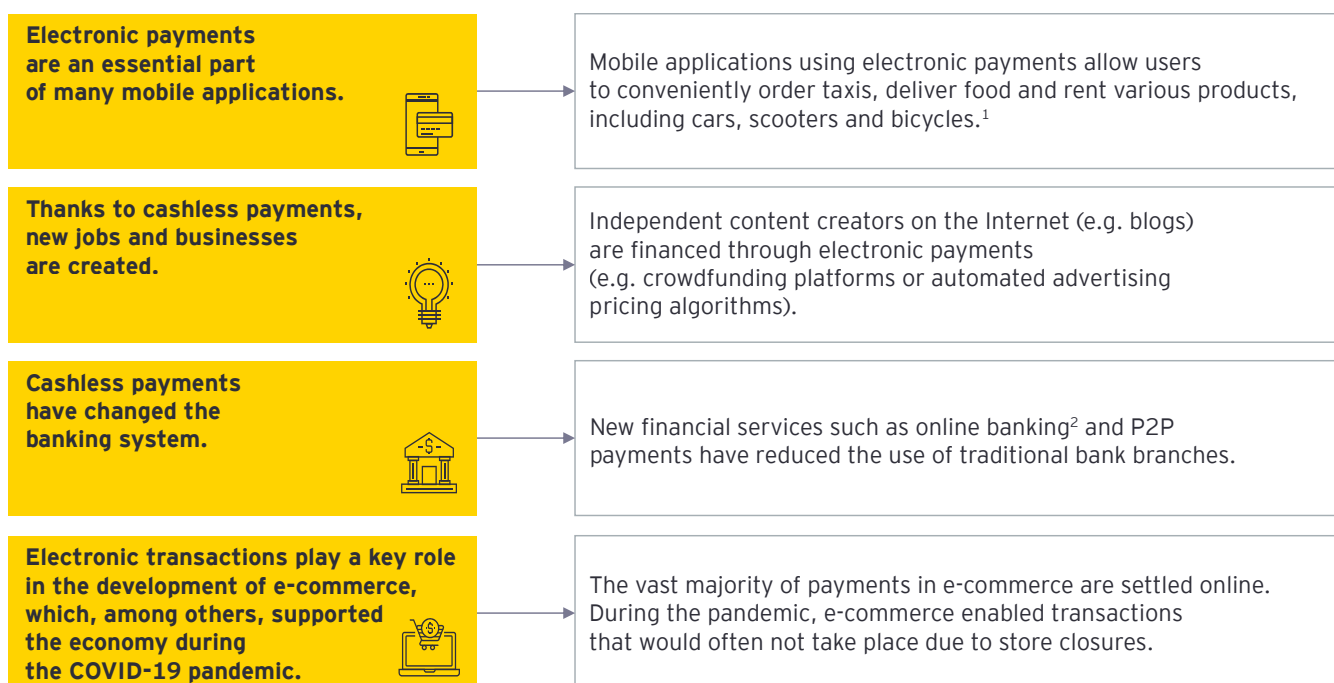 Electronic payments
are an essential part
of many mobile applications.
Mobile applications using electronic payments allow users
to conveniently order taxis, deliver food and rent various products,
including cars, scooters and bicycles.¹
Thanks to cashless payments,
new jobs and businesses
are created.
Independent content creators on the Internet (e.g. blogs)
are financed through electronic payments
(e.g. crowdfunding platforms or automated advertising
pricing algorithms).
Cashless payments
have changed the
banking system.
-$-
New financial services such as online banking² and P2P
payments have reduced the use of traditional bank branches.
Electronic transactions play a key role
in the development of e-commerce,
which, among others, supported
the economy during
the COVID-19 pandemic.
$
The vast majority of payments in e-commerce are settled online.
During the pandemic, e-commerce enabled transactions
that would often not take place due to store closures.